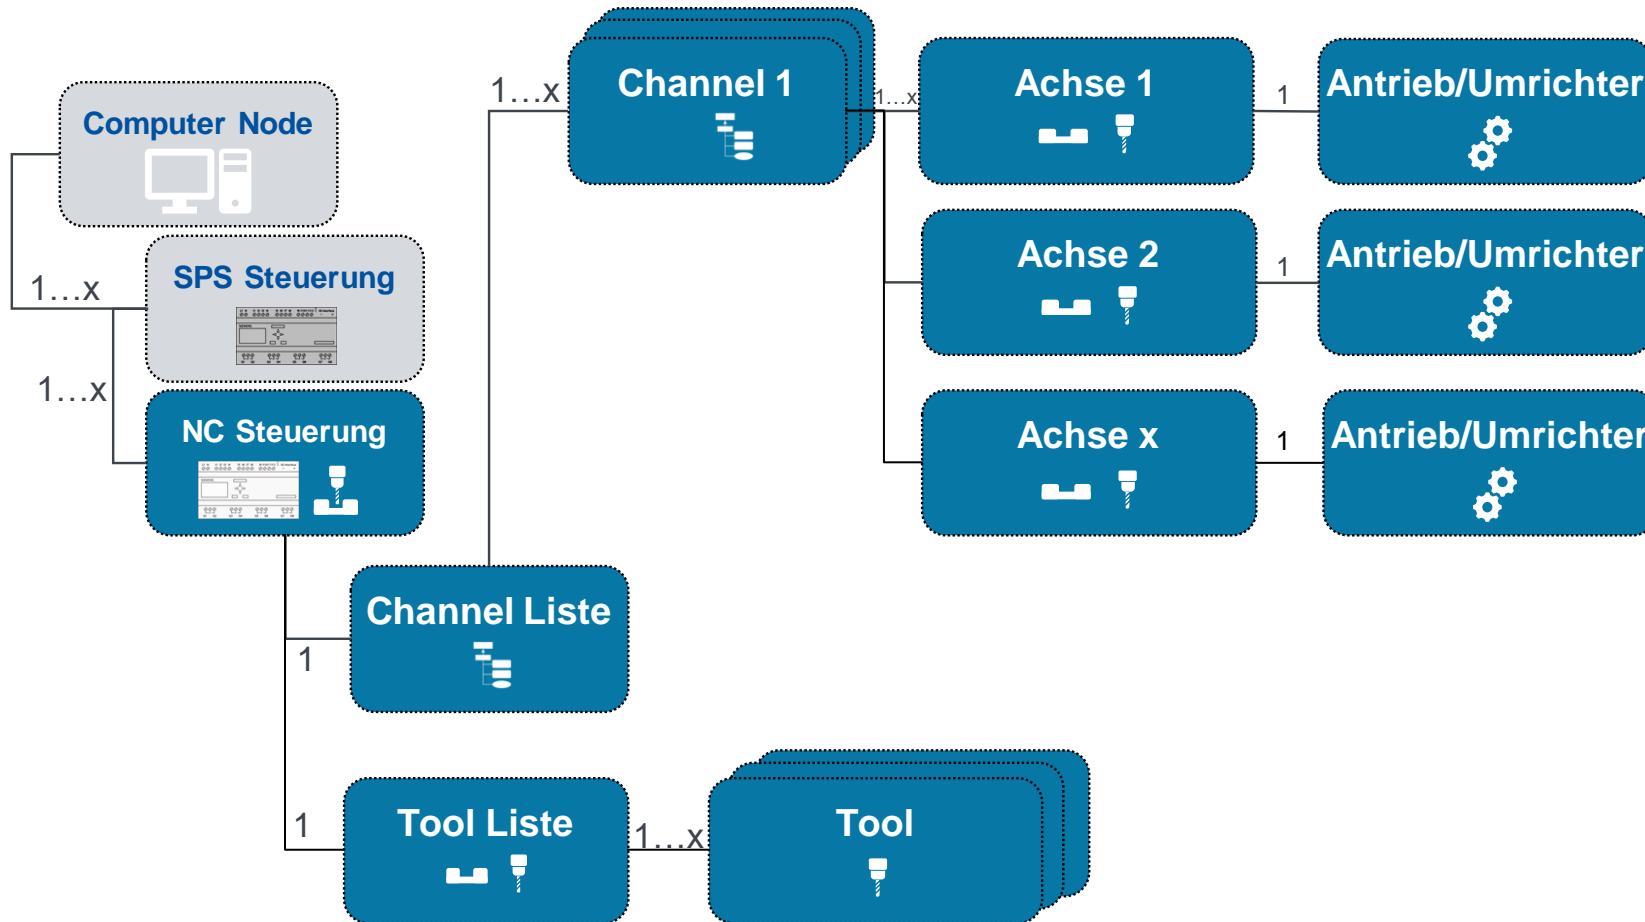 Computer Node
1...x
SPS Steuerung
1...x
NC Steuerung
1
Channel Liste
1...x
Channel 1
1...x
Achse 1
1
Antrieb/Umrichter
Achse 2
1
Antrieb/Umrichter
Achse x
1
Antrieb/Umrichter
1
Tool Liste
1...x
Tool